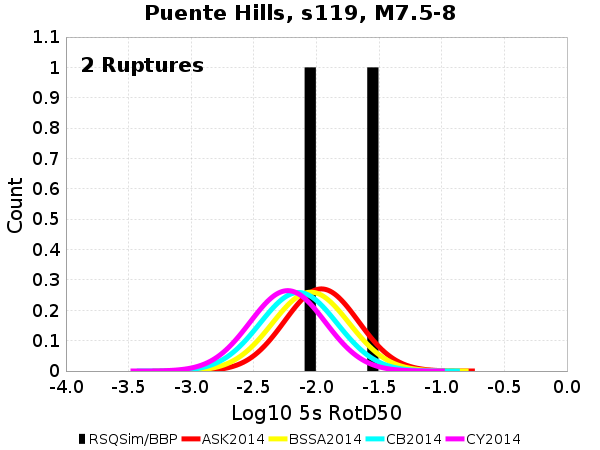 Puente Hills, s119, M7.5-8
2 Ruptures
Count
1.1
1
0.9
0.8
0.7
0.6
0.5
0.4
0.3
0.2
0.1
0
-4.0 -3.5 -3.0 -2.5 -2.0 -1.5 -1.0 -0.5 0.0
Log10 5s RotD50
RSQSim/BBP ASK2014 BSSA2014 CB2014 CY2014